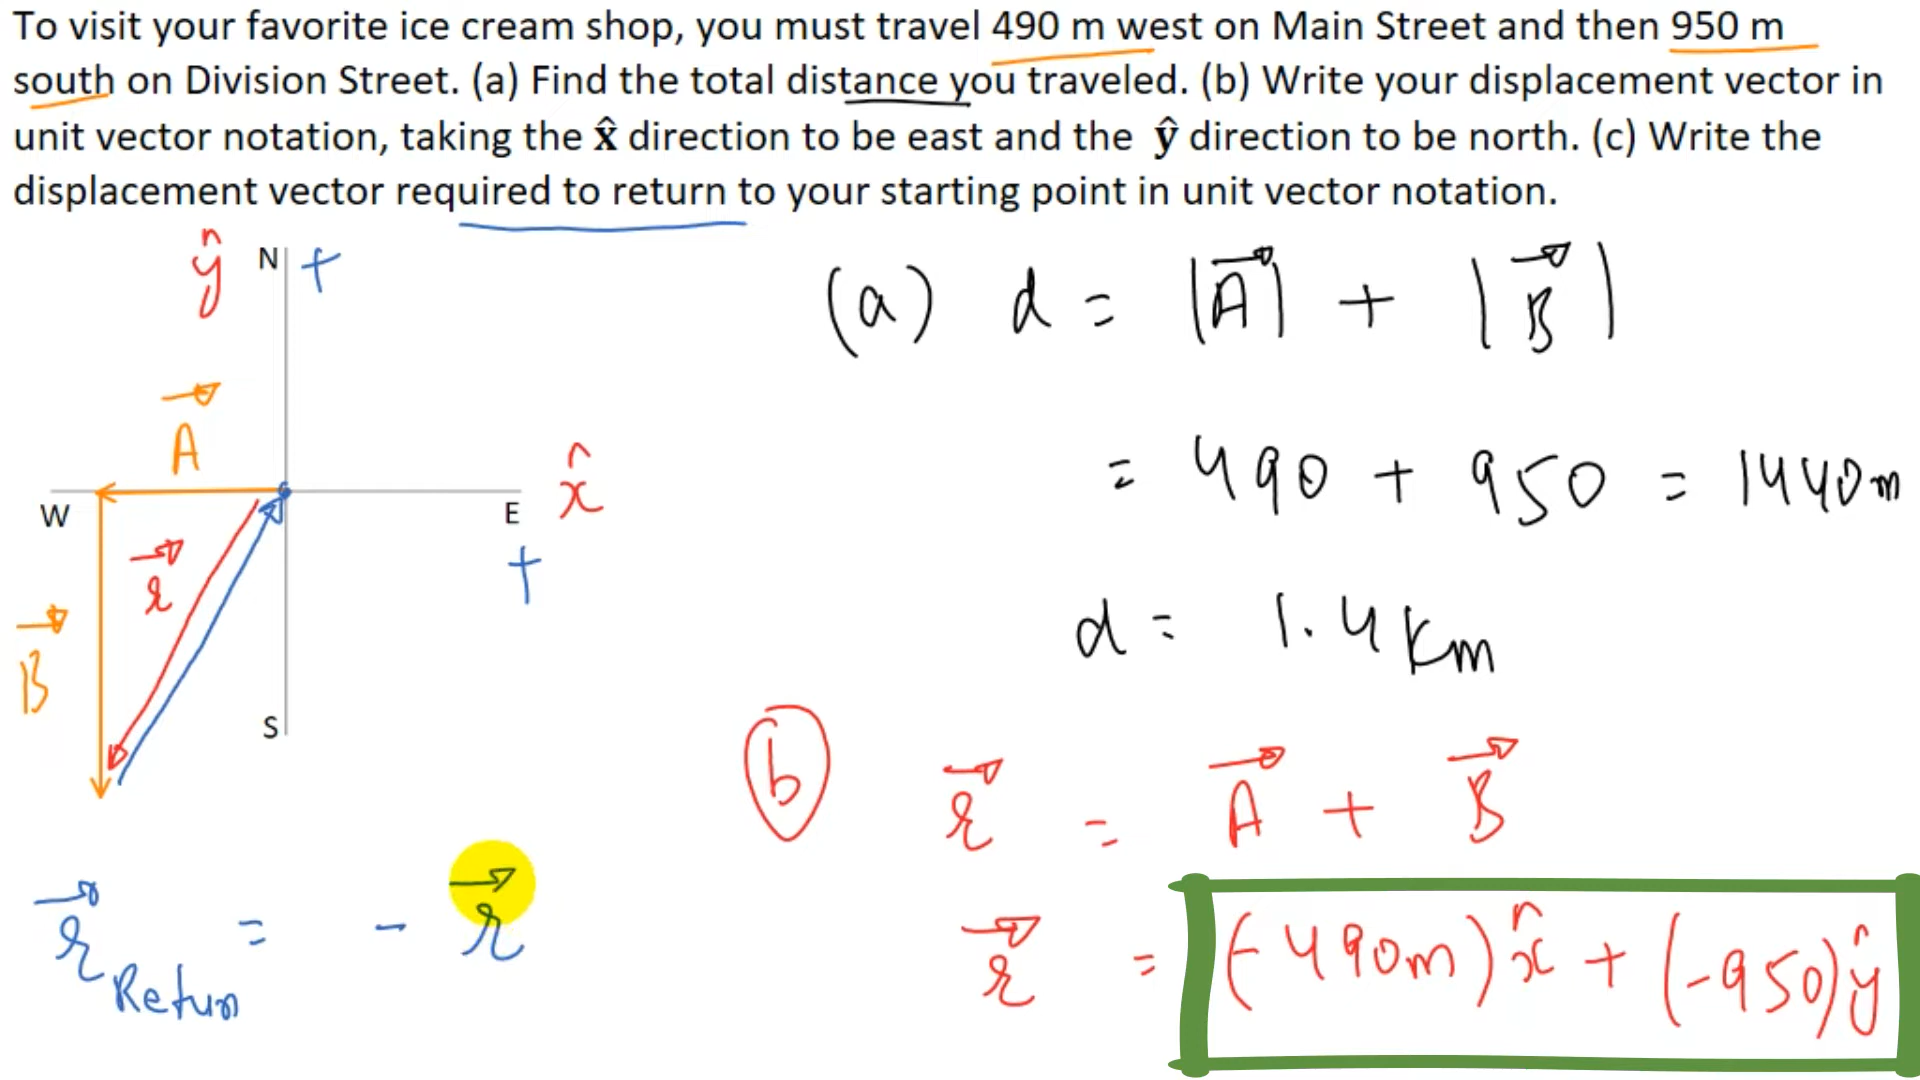 To visit your favorite ice cream shop, you must travel 490 m west on Main Street and then 950 m
south on Division Street. (a) Find the total distance you traveled. (b) Write your displacement vector in
unit vector notation, taking the x̂ direction to be east and the ŷ direction to be north. (c) Write the
displacement vector required to return to your starting point in unit vector notation.
ŷ N +
(a) d = |A⃗| + |B⃗|
A⃗
= 490 + 950 = 1440m
W E x̂
+
r⃗
d = 1.4 Km
B⃗
S
b r⃗ = A⃗ + B⃗
r⃗ Return = - r⃗
r⃗ = (-490m) x̂ + (-950) ŷ